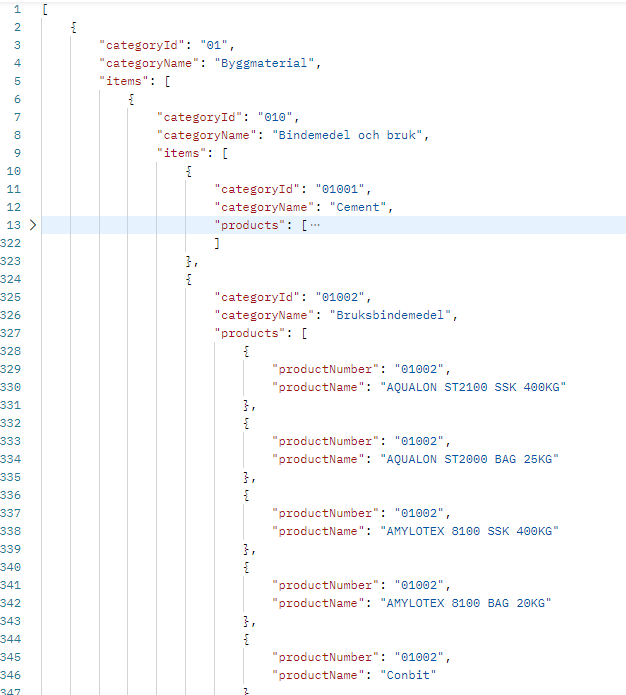 1 [
2 {
3 "categoryId": "01",
4 "categoryName": "Byggmaterial",
5 "items": [
6 {
7 "categoryId": "010",
8 "categoryName": "Bindemedel och bruk",
9 "items": [
10 {
11 "categoryId": "01001",
12 "categoryName": "Cement",
13 > "products": [ ···
322 ]
323 },
324 {
325 "categoryId": "01002",
326 "categoryName": "Bruksbindemedel",
327 "products": [
328 {
329 "productNumber": "01002",
330 "productName": "AQUALON ST2100 SSK 400KG"
331 },
332 {
333 "productNumber": "01002",
334 "productName": "AQUALON ST2000 BAG 25KG"
335 },
336 {
337 "productNumber": "01002",
338 "productName": "AMYLOTEX 8100 SSK 400KG"
339 },
340 {
341 "productNumber": "01002",
342 "productName": "AMYLOTEX 8100 BAG 20KG"
343 },
344 {
345 "productNumber": "01002",
346 "productName": "Conbit"
347 }